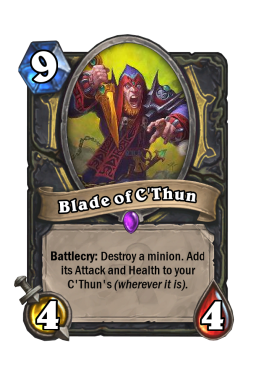 9
Blade of C'Thun
Battlecry: Destroy a minion. Add
its Attack and Health to your
C'Thun's (wherever it is).
4 4